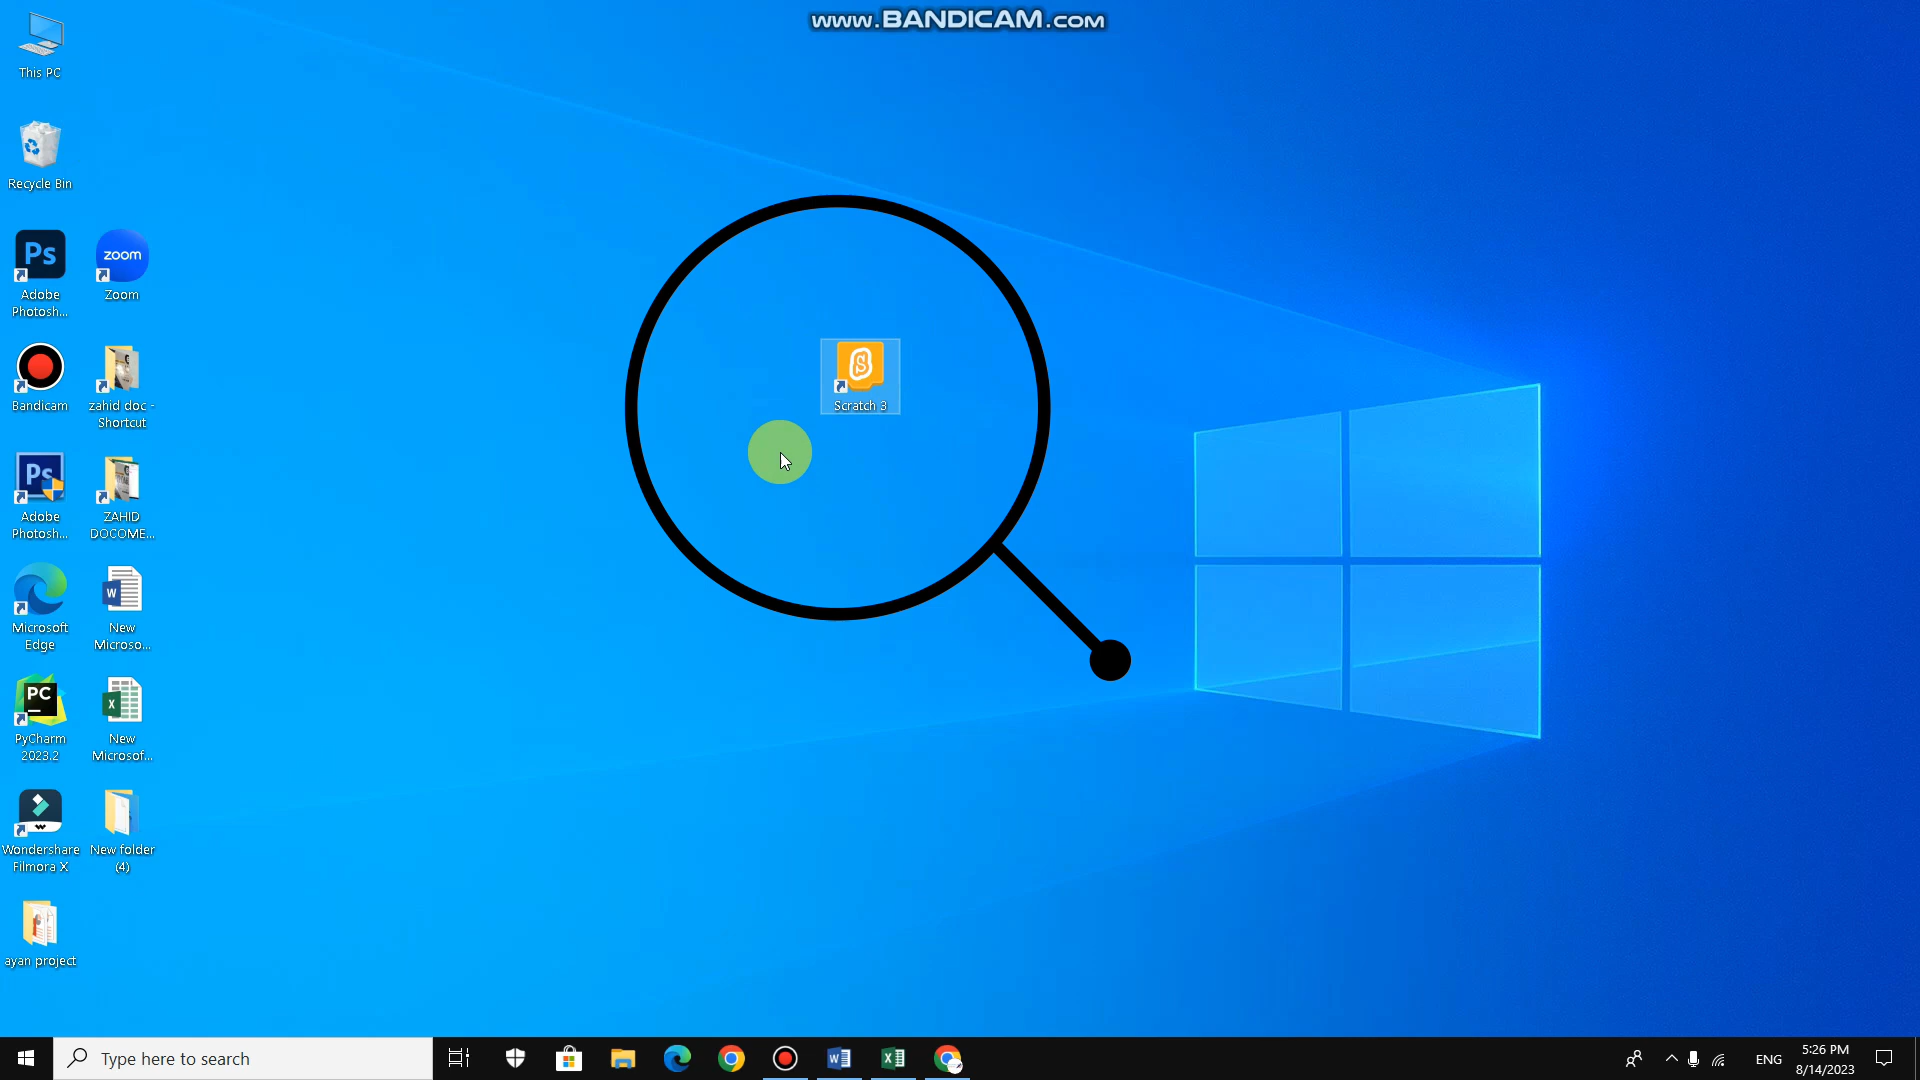 www.BANDICAM.com
This PC
Recycle Bin
Ps
Adobe
Photosh...
zoom
Zoom
Bandicam
zahid doc -
Shortcut
Ps
Adobe
Photosh...
ZAHID
DOCOME...
Microsoft
Edge
W
New
Microso...
PC
PyCharm
2023.2
X
New
Microsof...
Wondershare
Filmora X
New folder
(4)
ayan project
S
Scratch 3
Type here to search
W
X
ENG
5:26 PM
8/14/2023